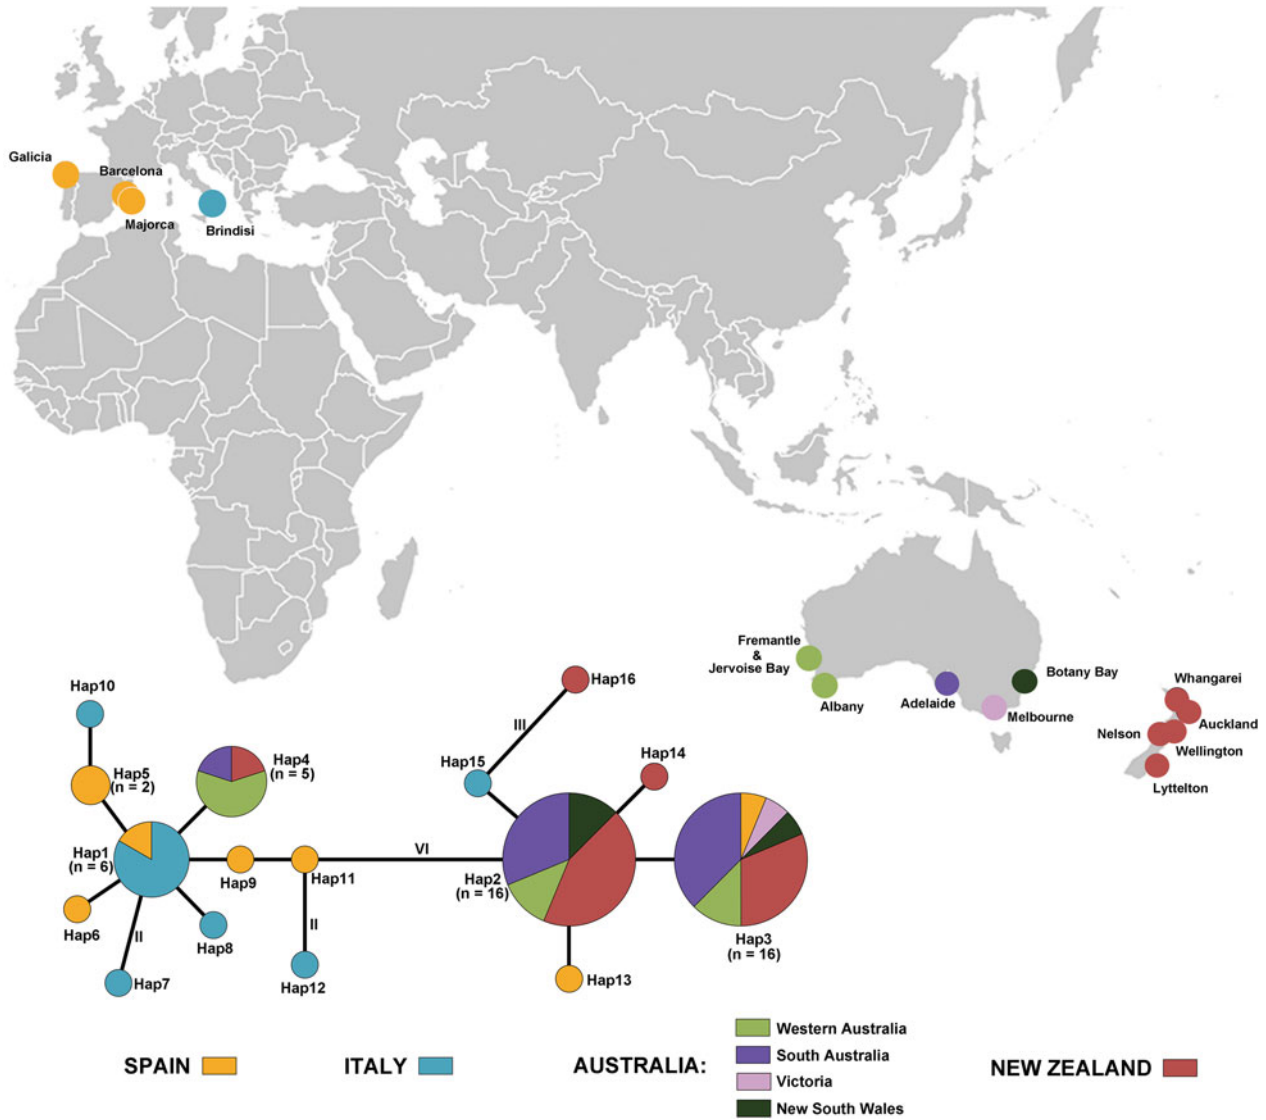 Galicia
Barcelona
Majorca
Brindisi
Fremantle
&
Jervoise Bay
Albany
Adelaide
Melbourne
Botany Bay
Whangarei
Auckland
Nelson
Wellington
Lyttelton
Hap10
Hap5
(n = 2)
Hap4
(n = 5)
Hap1
(n = 6)
Hap6
II
Hap7
Hap8
Hap9
Hap11
II
Hap12
VI
Hap16
III
Hap15
Hap14
Hap2
(n = 16)
Hap3
(n = 16)
Hap13
SPAIN
ITALY
AUSTRALIA:
Western Australia
South Australia
Victoria
New South Wales
NEW ZEALAND